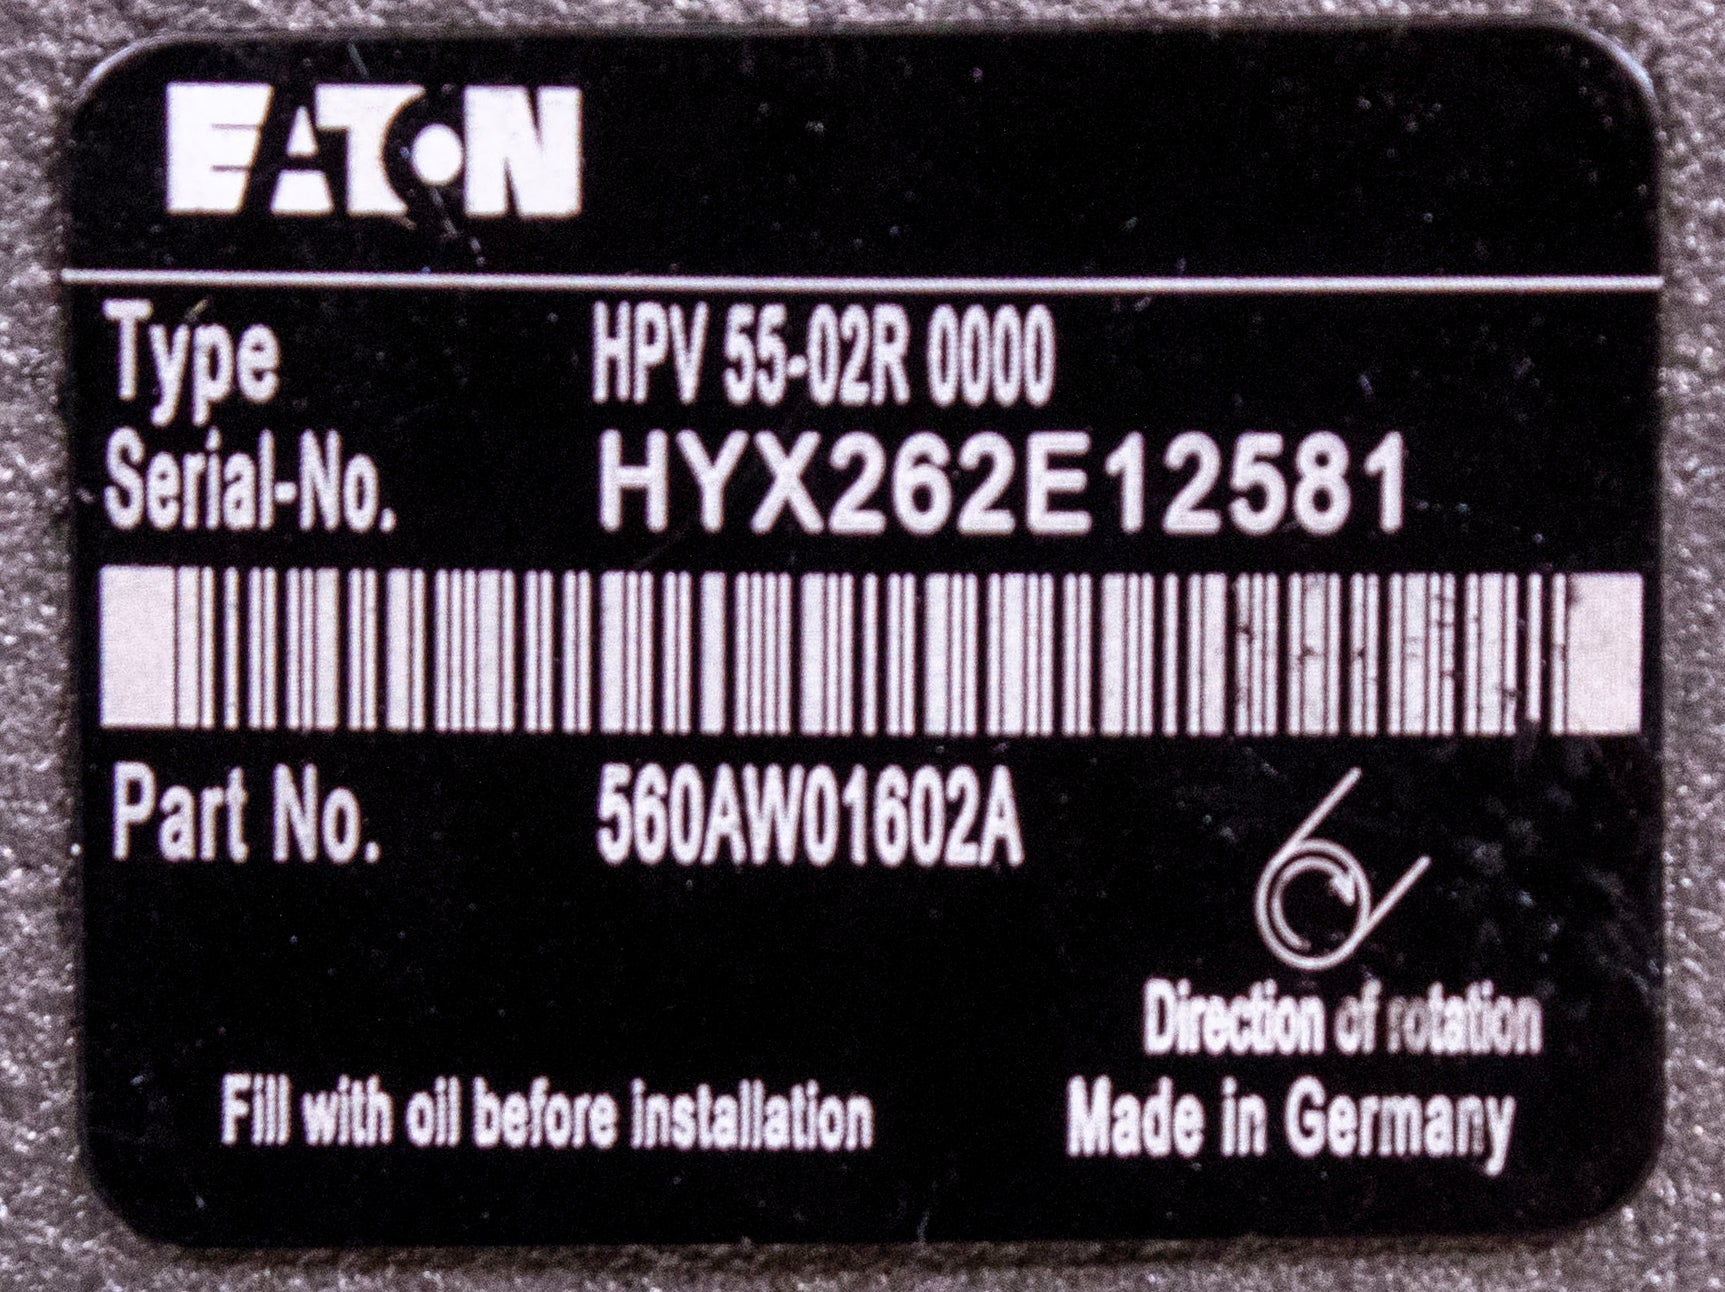 EATON
Type HPV 55-02R 0000
Serial-No. HYX262E12581
Part No. 560AW01602A
Direction of rotation
Fill with oil before installation Made in Germany